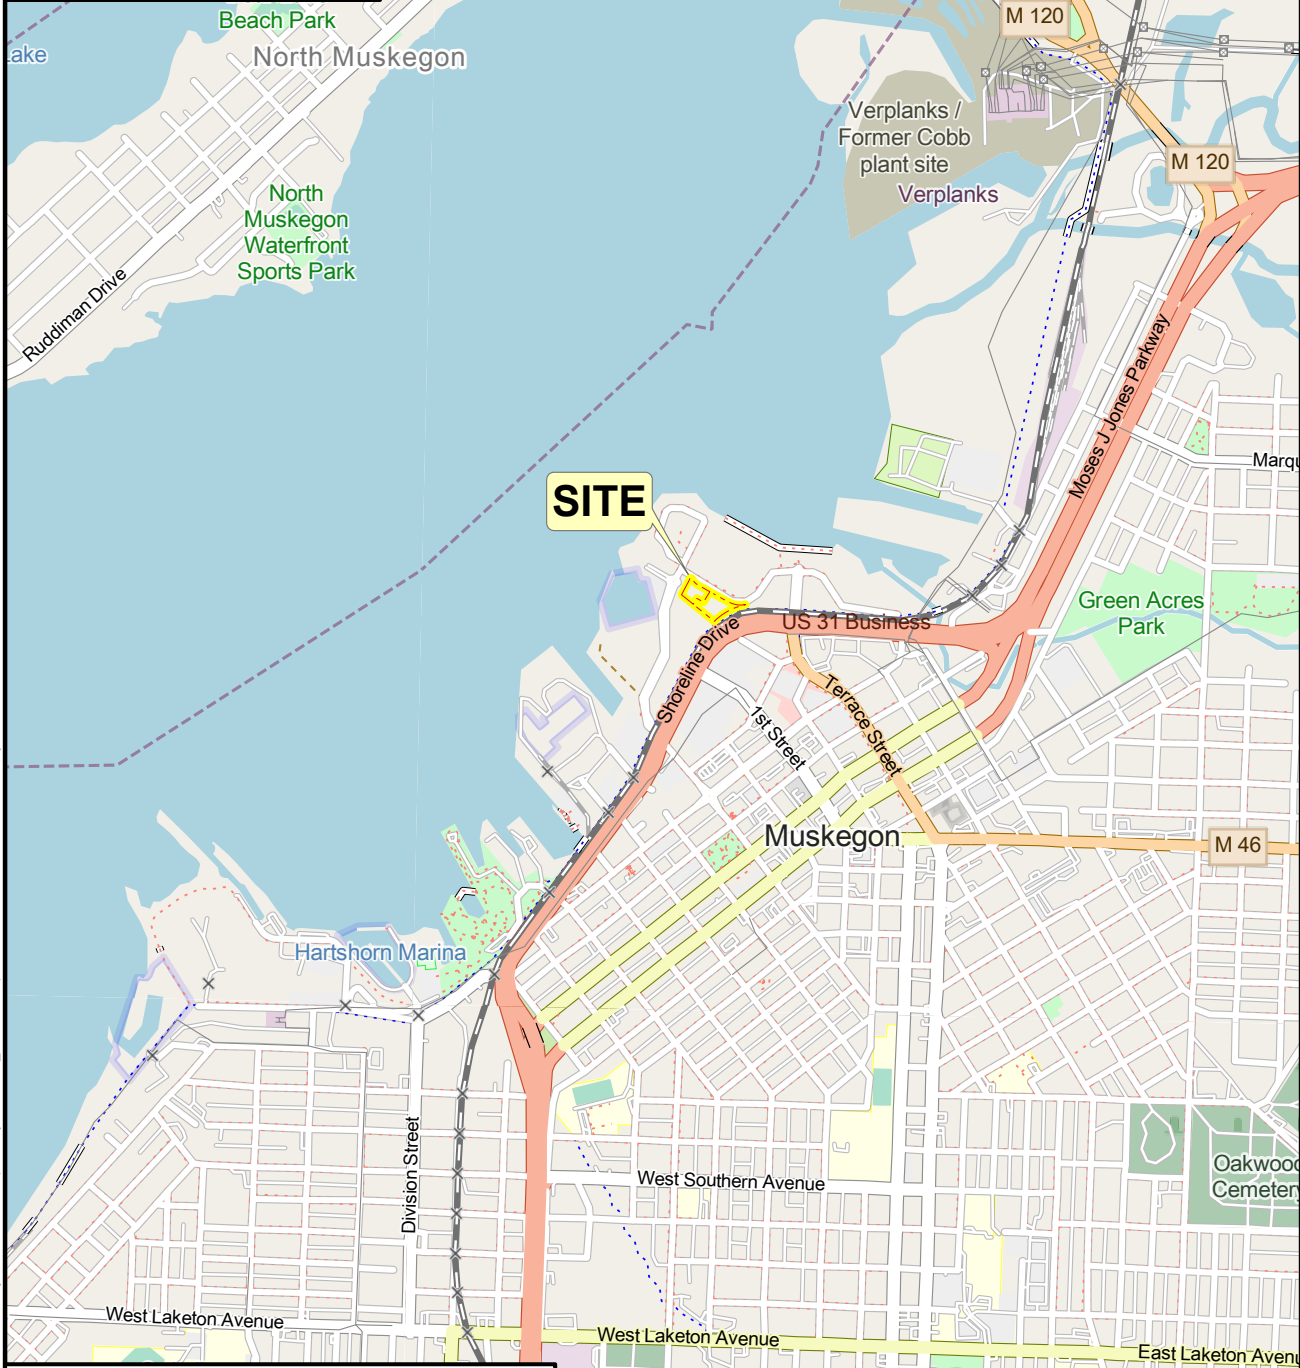 Beach Park
M 120
North Muskegon
Lake
Verplanks /
Former Cobb
plant site
M 120
Verplanks
North
Muskegon
Waterfront
Sports Park
Ruddiman Drive
Moses J Jones Parkway
SITE
Marqu
Green Acres
Park
US 31 Business
Shoreline Drive
Terrace Street
1st Street
Muskegon
M 46
Hartshorn Marina
Division Street
West Southern Avenue
Oakwood
Cemetery
West Laketon Avenue
West Laketon Avenue
East Laketon Avenu